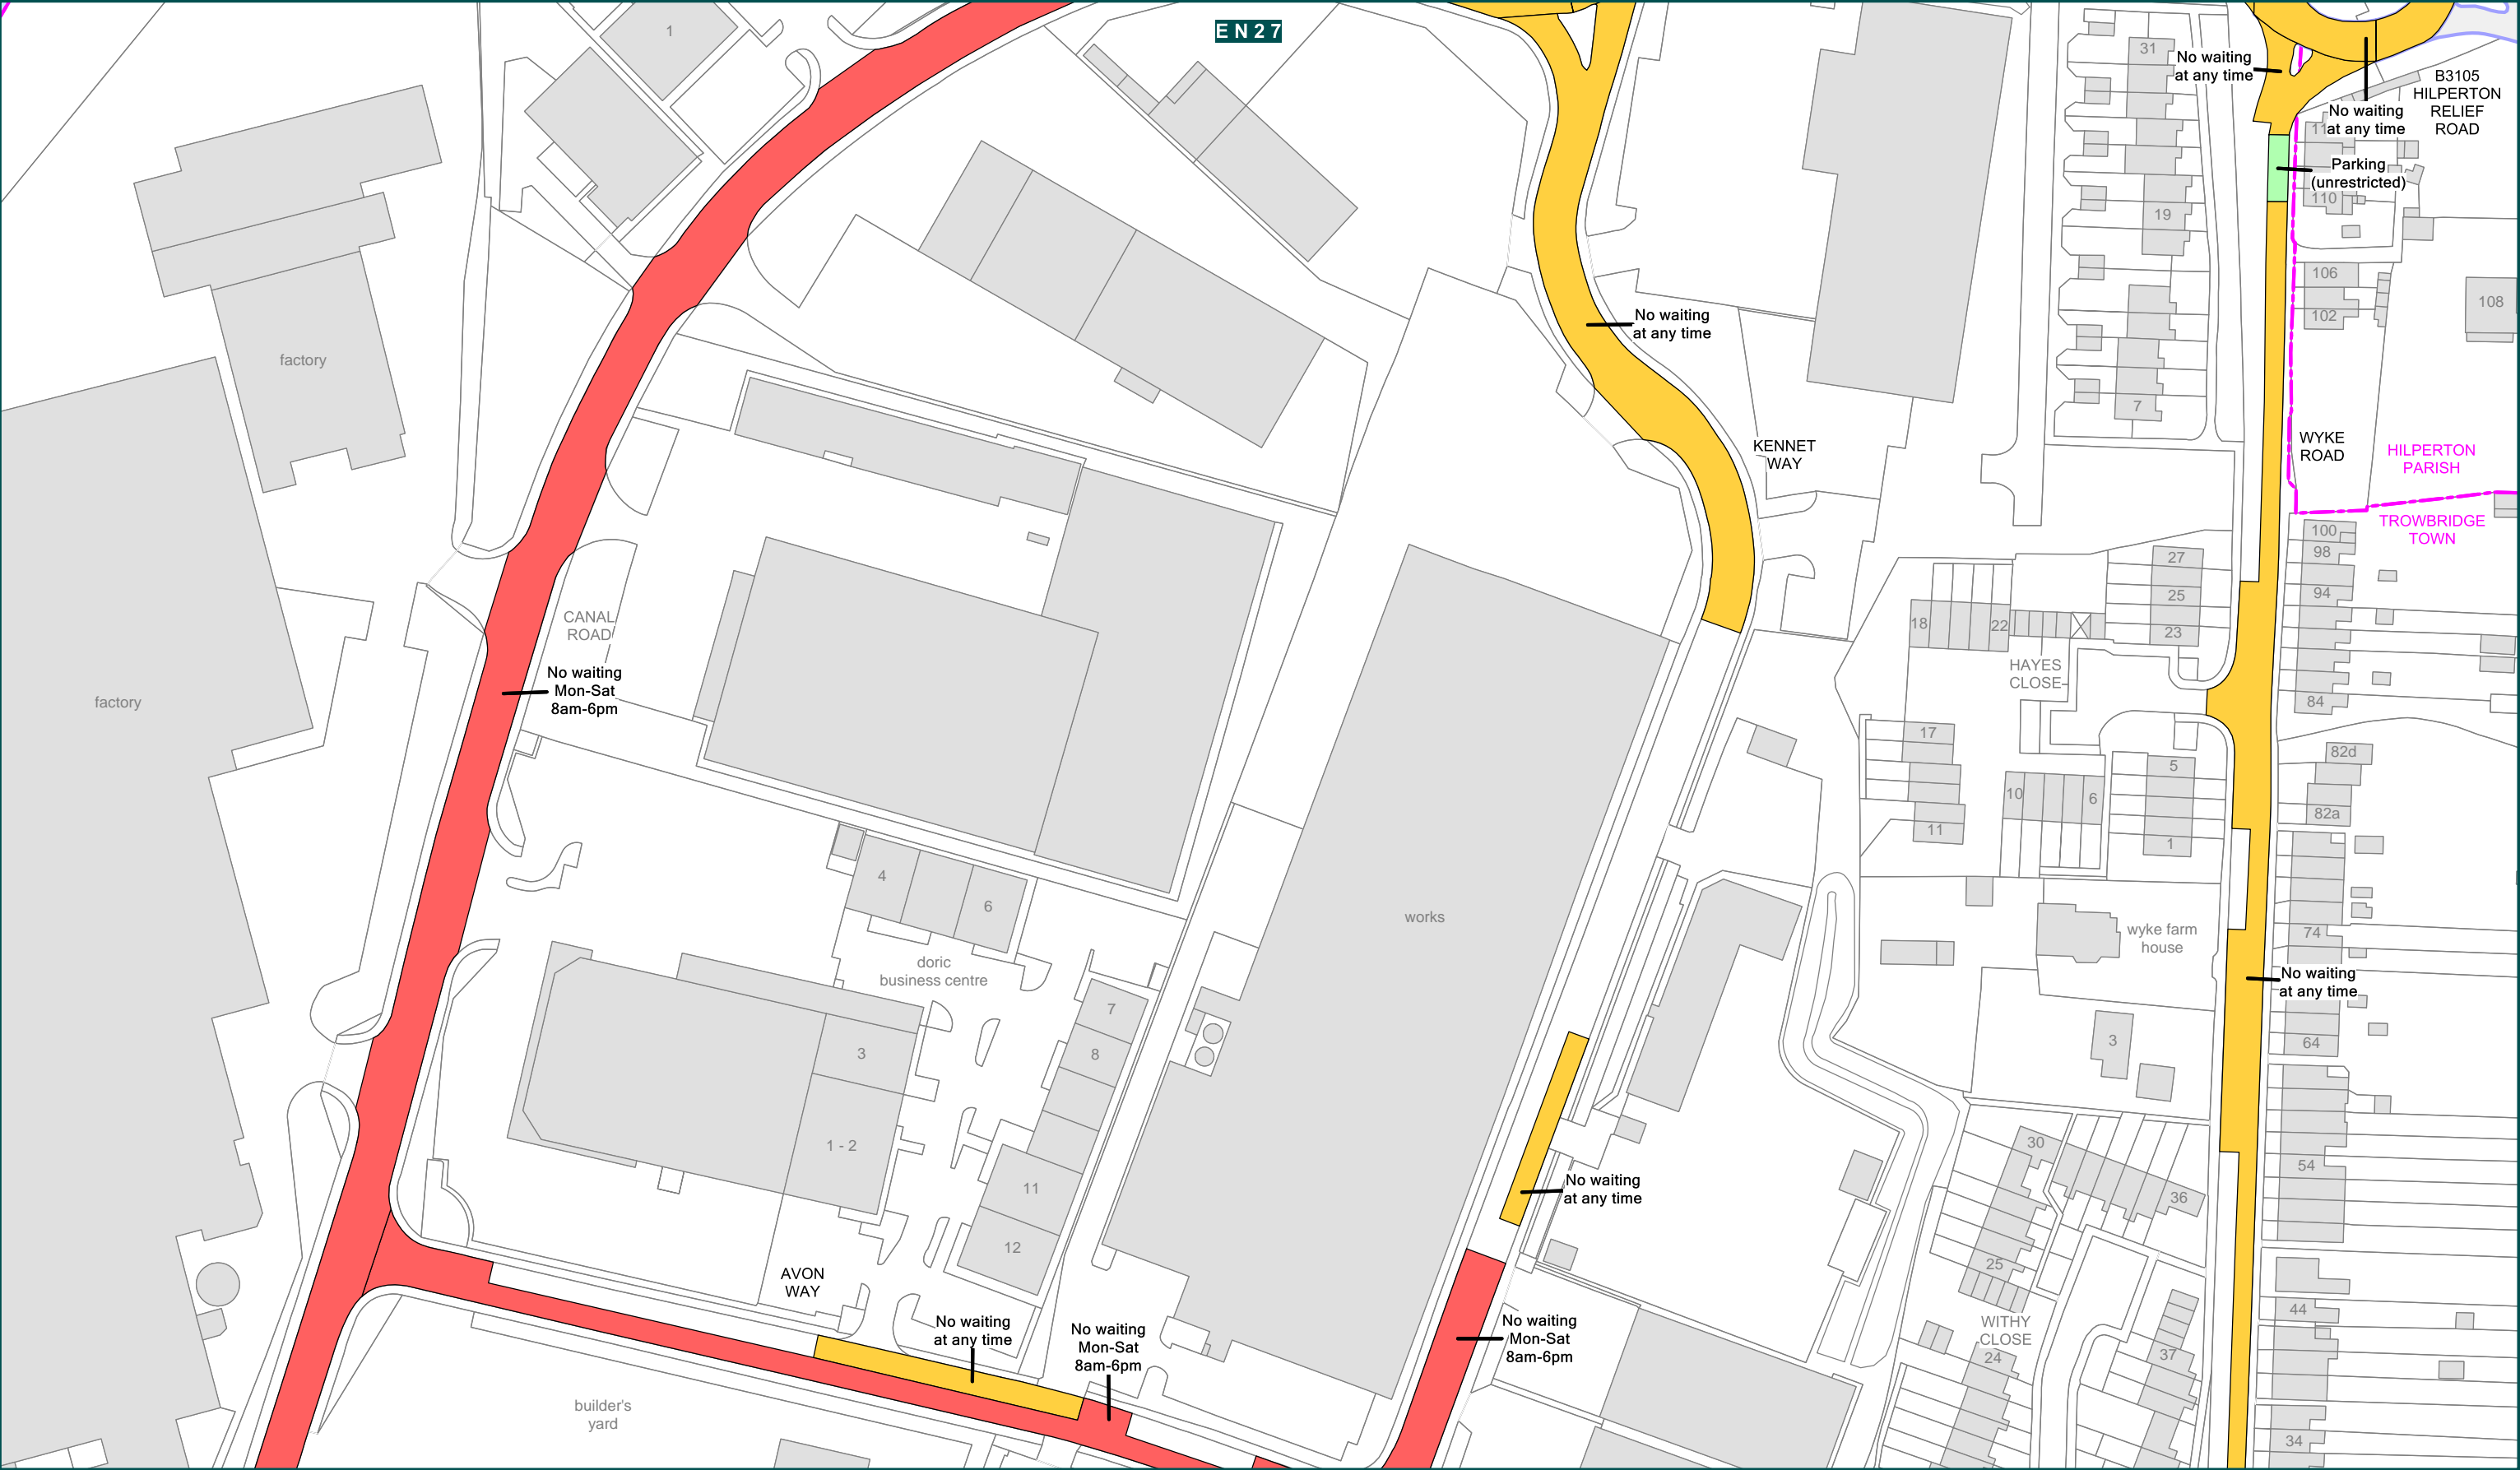 EN27
1
31
No waiting
at any time
B3105
HILPERTON
RELIEF
ROAD
No waiting
at any time
Parking
(unrestricted)
110
19
106
102
108
factory
No waiting
at any time
7
KENNET
WAY
WYKE
ROAD
HILPERTON
PARISH
TROWBRIDGE
TOWN
100
98
94
84
27
25
23
18
22
HAYES
CLOSE
CANAL
ROAD
No waiting
Mon-Sat
8am-6pm
factory
17
11
10
6
5
1
82d
82a
74
works
4
6
doric
business centre
wyke farm
house
No waiting
at any time
7
8
3
1 - 2
11
12
3
64
54
30
36
25
No waiting
at any time
AVON
WAY
No waiting
at any time
No waiting
Mon-Sat
8am-6pm
No waiting
Mon-Sat
8am-6pm
WITHY
CLOSE
24
37
44
34
builder's
yard